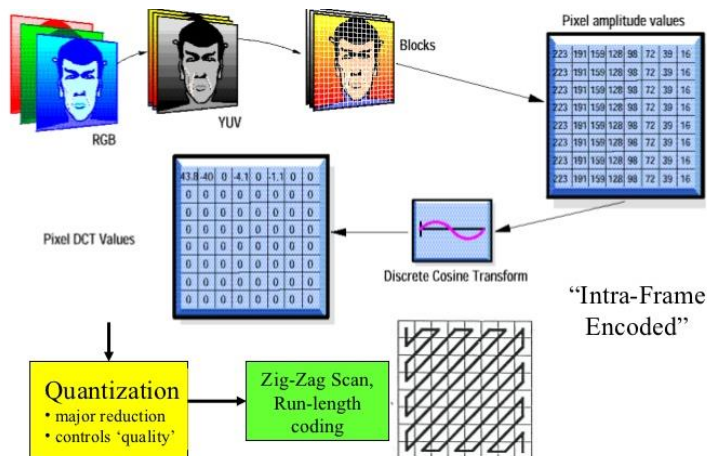 RGB
YUV
Blocks
Pixel amplitude values
223 191 159 128 98 72 39 16
223 191 159 128 98 72 39 16
223 191 159 128 98 72 39 16
223 191 159 128 98 72 39 16
223 191 159 128 98 72 39 16
223 191 159 128 98 72 39 16
223 191 159 128 98 72 39 16
223 191 159 128 98 72 39 16
Pixel DCT Values
43.8 -40 0 -4.1 0 -1.1 0 0
0 0 0 0 0 0 0 0
0 0 0 0 0 0 0 0
0 0 0 0 0 0 0 0
0 0 0 0 0 0 0 0
0 0 0 0 0 0 0 0
0 0 0 0 0 0 0 0
0 0 0 0 0 0 0 0
Discrete Cosine Transform
“Intra-Frame
Encoded”
Quantization
• major reduction
• controls ‘quality’
Zig-Zag Scan,
Run-length
coding